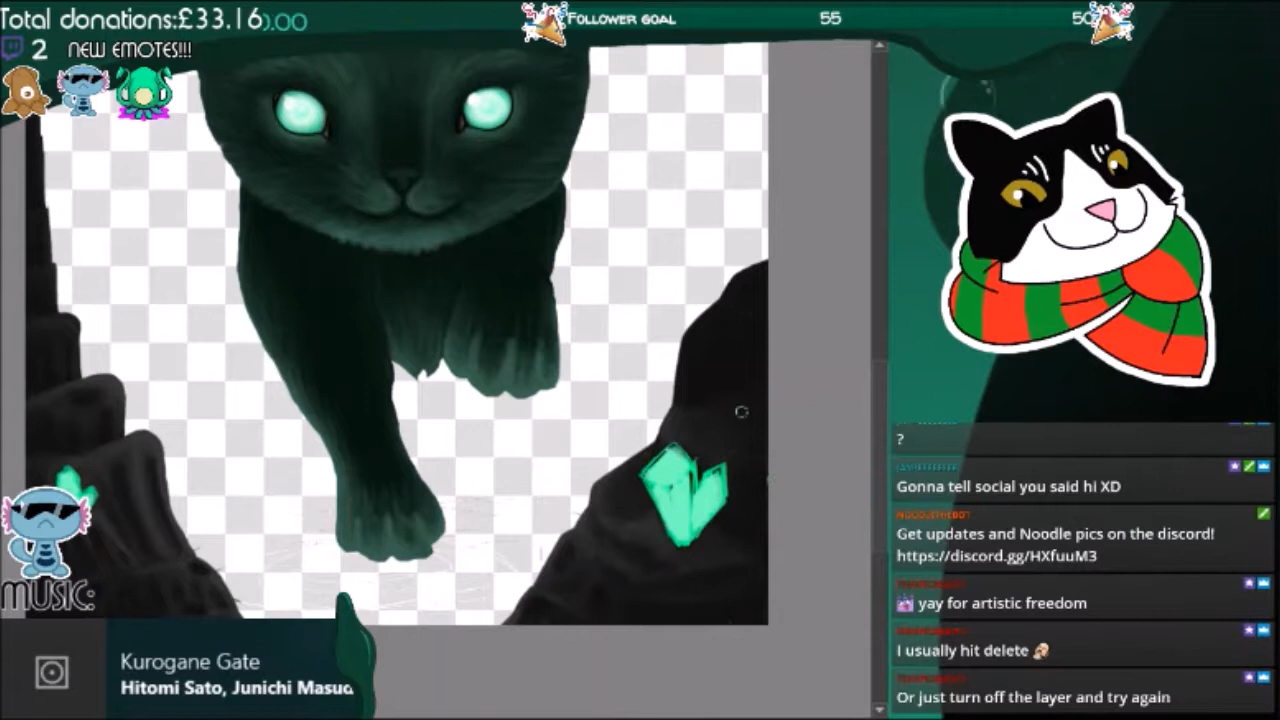 Total donations:£33.16
FOLLOWER GOAL 55
2 NEW EMOTES!!!
?
Gonna tell social you said hi XD
NOODLETHEBOT
Get updates and Noodle pics on the discord!
https://discord.gg/HXfuuM3
yay for artistic freedom
I usually hit delete
Or just turn off the layer and try again
MUSIC:
Kurogane Gate
Hitomi Sato, Junichi